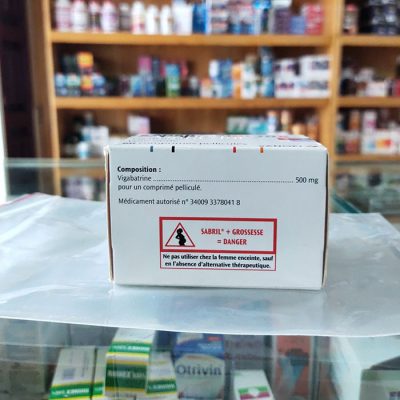 Composition :
Vigabatrine ........................................................ 500 mg
pour un comprimé pelliculé.
Médicament autorisé n° 34009 3378041 8
SABRIL® + GROSSESSE
= DANGER
Ne pas utiliser chez la femme enceinte, sauf
en l'absence d'alternative thérapeutique.
Otrivin